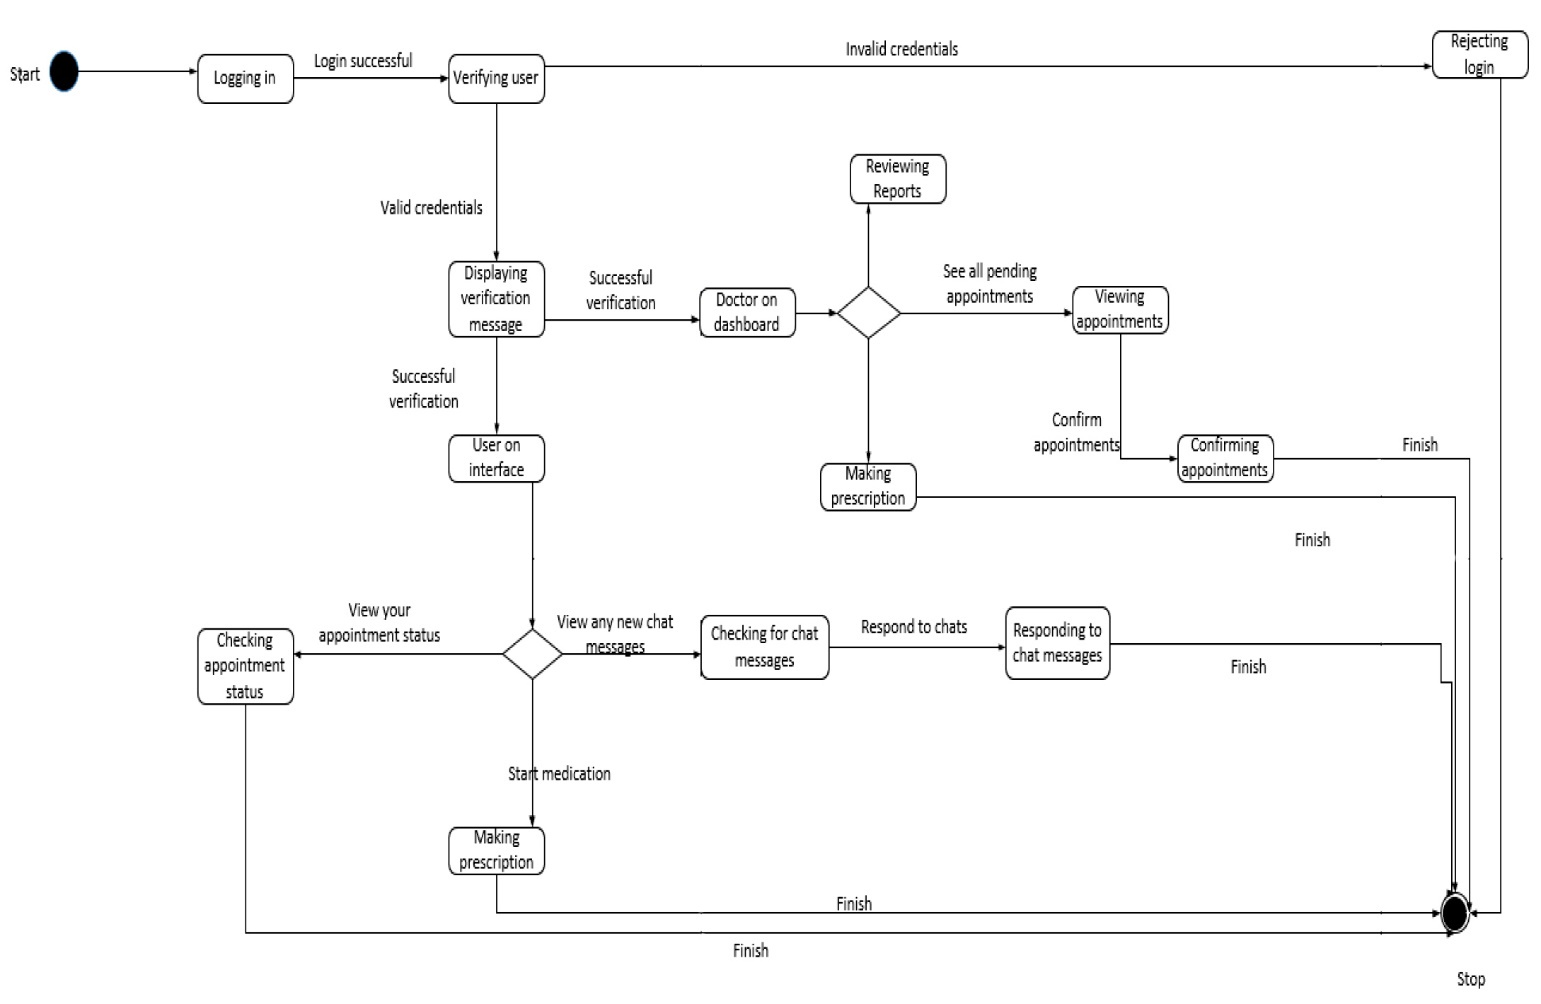 Start
Logging in
Login successful
Verifying user
Invalid credentials
Rejecting
login
Valid credentials
Reviewing
Reports
Displaying
verification
message
Successful
verification
Doctor on
dashboard
See all pending
appointments
Viewing
appointments
Successful
verification
User on
interface
Confirm
appointments
Confirming
appointments
Finish
Making
prescription
Finish
View your
appointment status
Checking
appointment
status
View any new chat
messages
Checking for chat
messages
Respond to chats
Responding to
chat messages
Finish
Start medication
Making
prescription
Finish
Finish
Stop